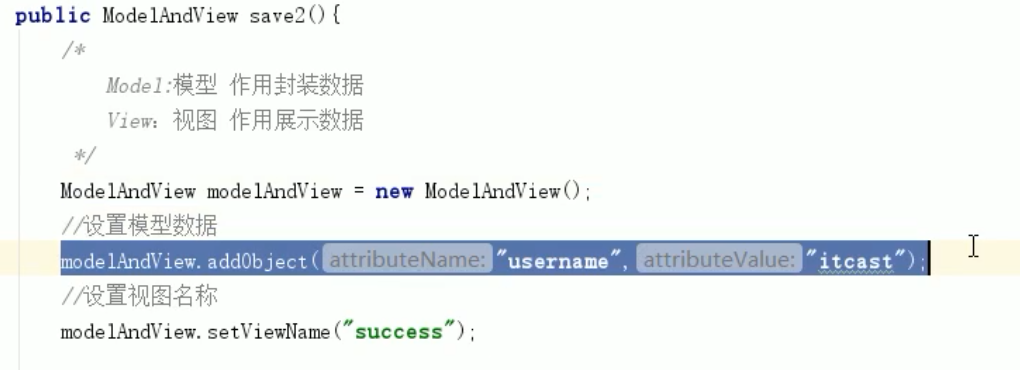 public ModelAndView save2(){
/*
Model:模型 作用封装数据
View：视图 作用展示数据
*/
ModelAndView modelAndView = new ModelAndView();
//设置模型数据
modelAndView.addObject( attributeName: "username", attributeValue: "itcast");
//设置视图名称
modelAndView.setViewName("success");